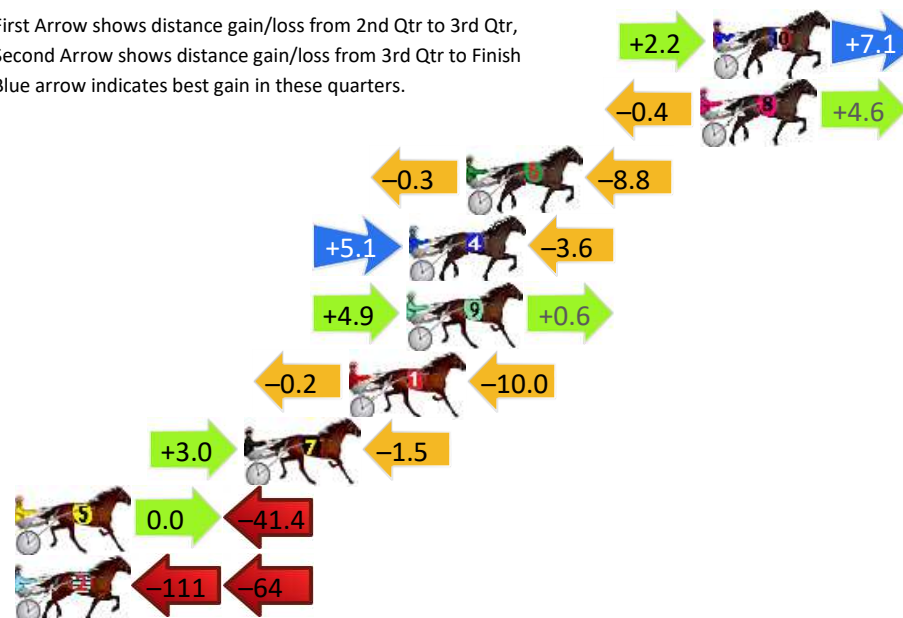 First Arrow shows distance gain/loss from 2nd Qtr to 3rd Qtr,
Second Arrow shows distance gain/loss from 3rd Qtr to Finish
Blue arrow indicates best gain in these quarters.
+2.2 10 +7.1
−0.4 8 +4.6
−0.3 −8.8
+5.1 4 −3.6
+4.9 9 +0.6
−0.2 1 −10.0
+3.0 7 −1.5
5 0.0 −41.4
2 −111 −64